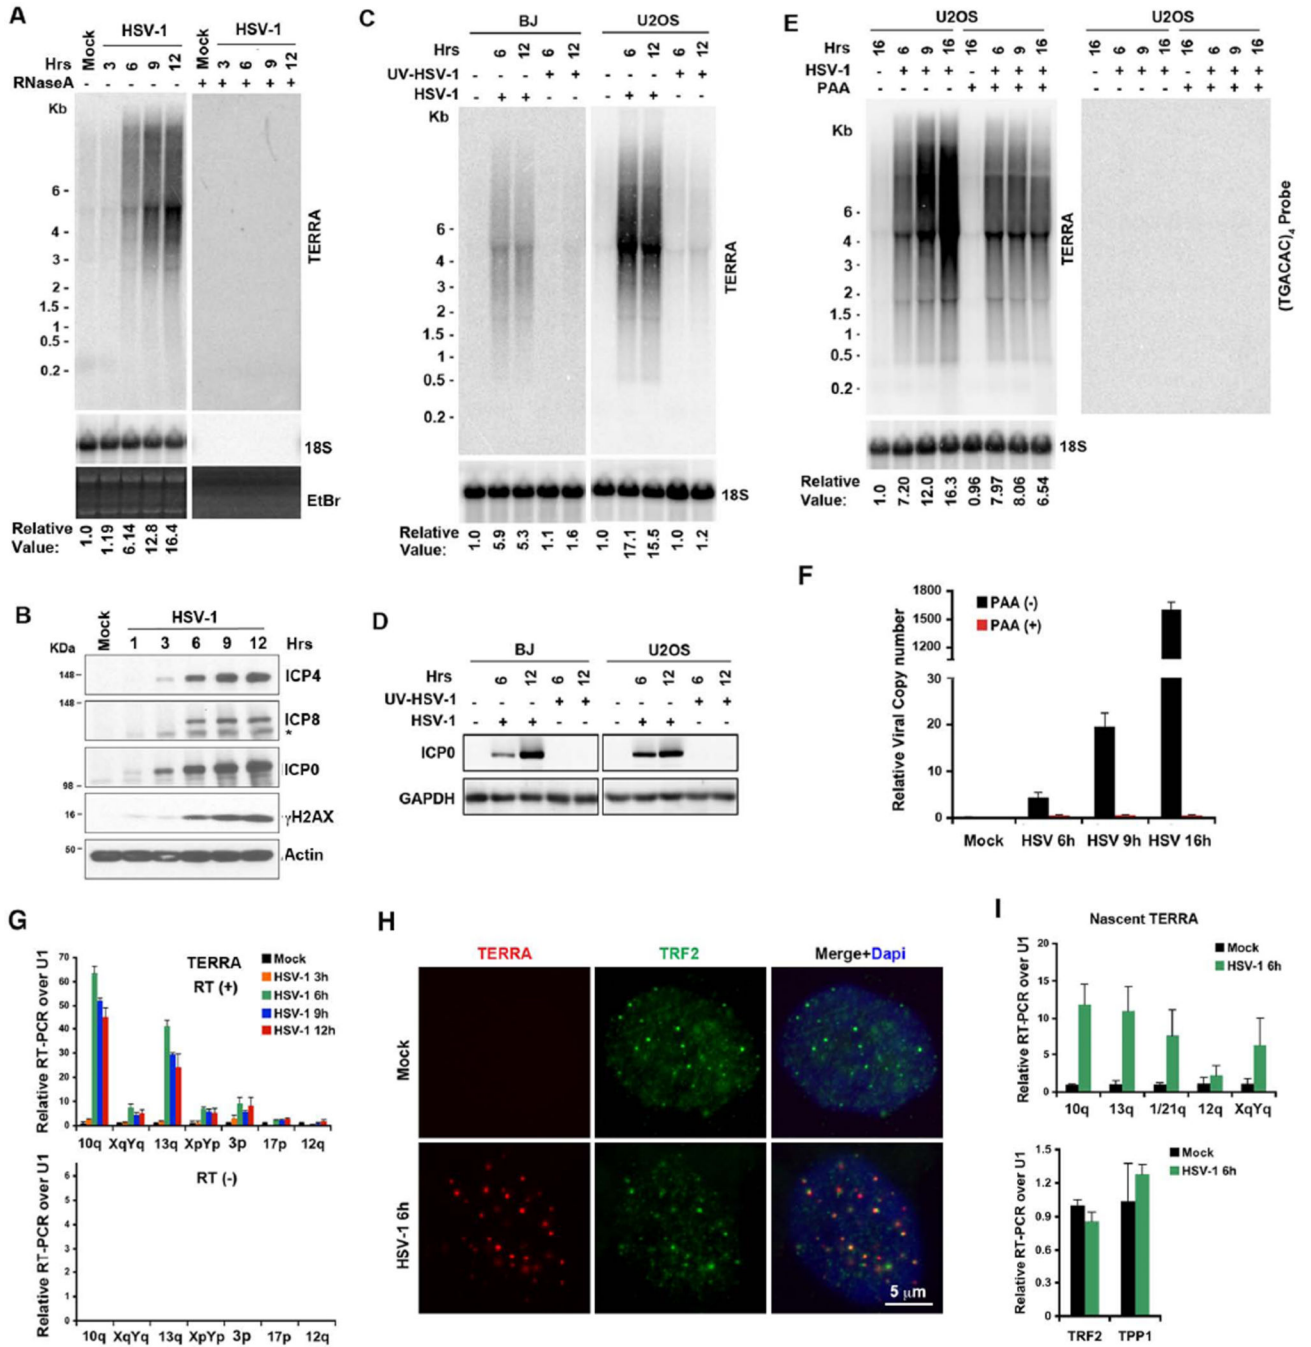 A
Mock
HSV-1
Mock
HSV-1
Hrs 3 6 9 12 3 6 9 12
RNaseA - - - - - + + + + +
Kb
6 -
4 -
3 -
2 -
1.5 -
1 -
0.5 -
0.2 -
TERRA
18S
EtBr
Relative Value: 1.0 1.19 6.14 12.8 16.4
B
Mock
HSV-1
KDa 1 3 6 9 12 Hrs
148 - ICP4
148 - ICP8
*
ICP0
98 -
16 - γH2AX
50 - Actin
C
BJ U2OS
Hrs 6 12 6 12 6 12 6 12
UV-HSV-1 - - - + + - - - + +
HSV-1 - + + - - - + + - -
Kb
6 -
4 -
3 -
2 -
1.5 -
1 -
0.5 -
0.2 -
TERRA
18S
Relative Value: 1.0 5.9 5.3 1.1 1.6 1.0 17.1 15.5 1.0 1.2
D
BJ U2OS
Hrs 6 12 6 12 6 12 6 12
UV-HSV-1 - - - + + - - - + +
HSV-1 - + + - - - + + - -
ICP0
GAPDH
E
U2OS U2OS
Hrs 16 6 9 16 16 6 9 16 16 6 9 16 16 6 9 16
HSV-1 - + + + - + + + - + + + - + + +
PAA - - - - + + + + - - - - + + + +
Kb
6 -
4 -
3 -
2 -
1.5 -
1 -
0.5 -
0.2 -
TERRA
(TGACAC)4 Probe
18S
Relative Value: 1.0 7.20 12.0 16.3 0.96 7.97 8.06 6.54
F
Relative Viral Copy number
1800
1500
1200
30
20
10
0
PAA (-)
PAA (+)
Mock HSV 6h HSV 9h HSV 16h
G
Relative RT-PCR over U1
70
60
50
40
30
20
10
0
TERRA
RT (+)
Mock
HSV-1 3h
HSV-1 6h
HSV-1 9h
HSV-1 12h
10q XqYq 13q XpYp 3p 17p 12q
Relative RT-PCR over U1
6
5
4
3
2
1
0
RT (-)
10q XqYq 13q XpYp 3p 17p 12q
H
TERRA TRF2 Merge+Dapi
Mock
HSV-1 6h
5 μm
I
Nascent TERRA
Relative RT-PCR over U1
20
15
10
5
0
Mock
HSV-1 6h
10q 13q 1/21q 12q XqYq
Relative RT-PCR over U1
1.5
1.2
0.9
0.6
0.3
0
Mock
HSV-1 6h
TRF2 TPP1